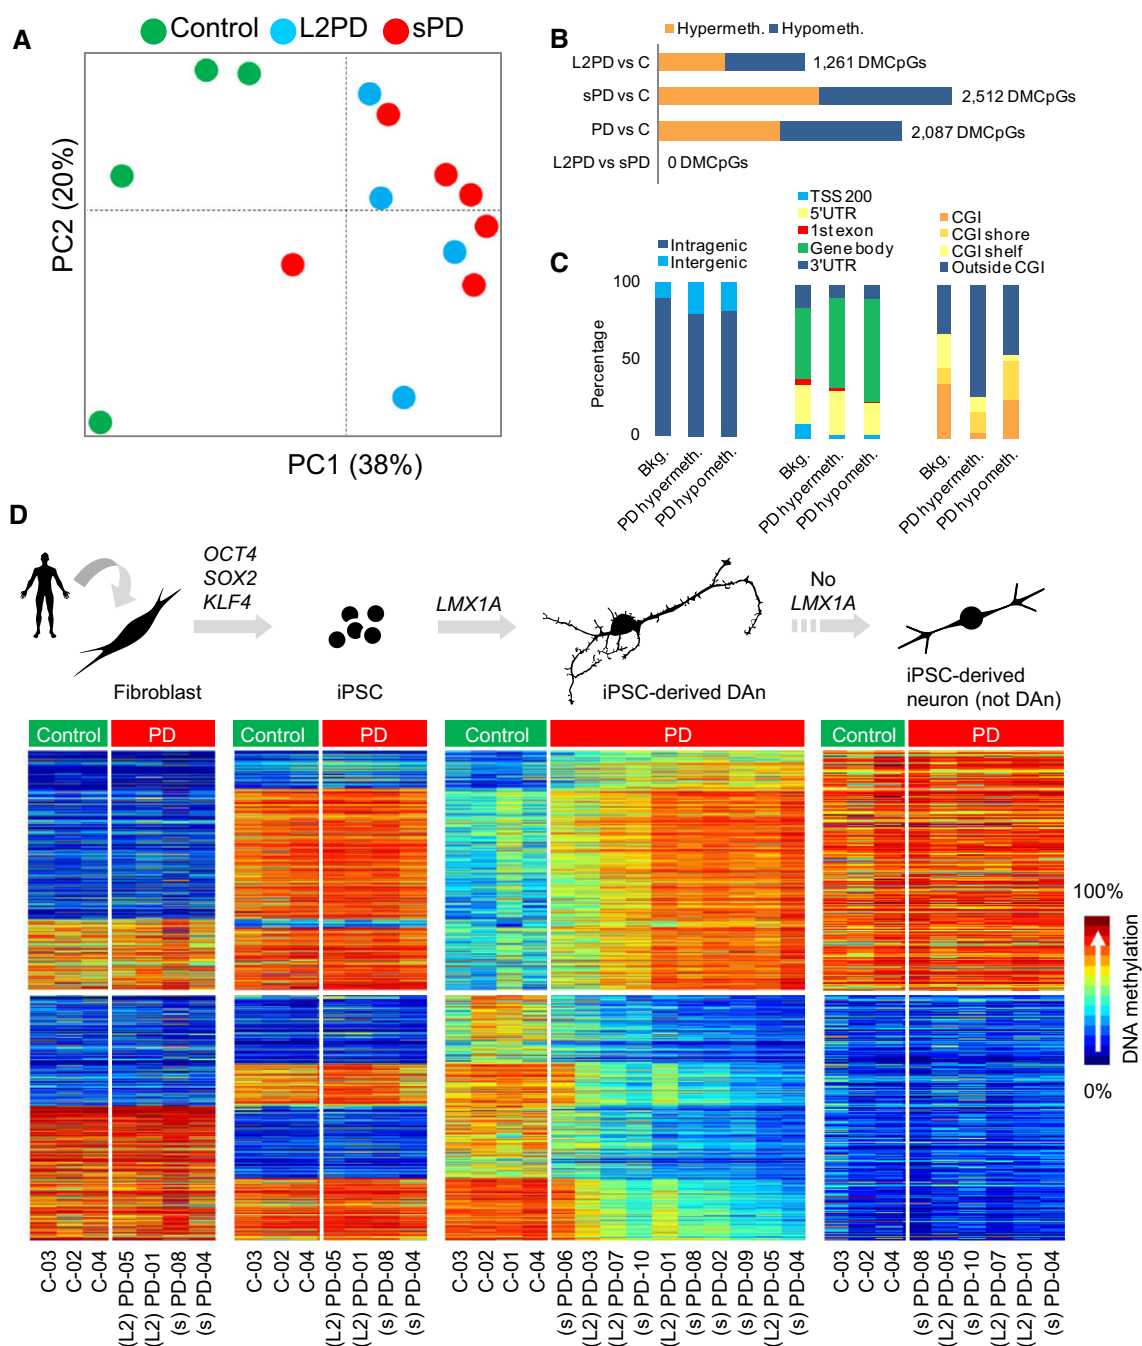 A
Control
L2PD
sPD
PC2 (20%)
PC1 (38%)
B
Hypermeth.
Hypometh.
L2PD vs C
1,261 DMCpGs
sPD vs C
2,512 DMCpGs
PD vs C
2,087 DMCpGs
L2PD vs sPD
0 DMCpGs
C
Intragenic
Intergenic
TSS 200
5'UTR
1st exon
Gene body
3'UTR
CGI
CGI shore
CGI shelf
Outside CGI
Percentage
100
50
0
Bkg.
PD hypermeth.
PD hypometh.
Bkg.
PD hypermeth.
PD hypometh.
Bkg.
PD hypermeth.
PD hypometh.
D
OCT4
SOX2
KLF4
LMX1A
No
LMX1A
Fibroblast
iPSC
iPSC-derived DAn
iPSC-derived
neuron (not DAn)
Control
PD
Control
PD
Control
PD
Control
PD
100%
DNA methylation
0%
C-03
C-02
C-04
(L2) PD-05
(L2) PD-01
(s) PD-08
(s) PD-04
C-03
C-02
C-04
(L2) PD-05
(L2) PD-01
(s) PD-08
(s) PD-04
C-03
C-02
C-01
C-04
(s) PD-06
(L2) PD-03
(L2) PD-07
(s) PD-10
(L2) PD-01
(s) PD-08
(s) PD-02
(s) PD-09
(L2) PD-05
(s) PD-04
C-03
C-02
C-04
(s) PD-08
(L2) PD-05
(s) PD-10
(L2) PD-07
(L2) PD-01
(s) PD-04